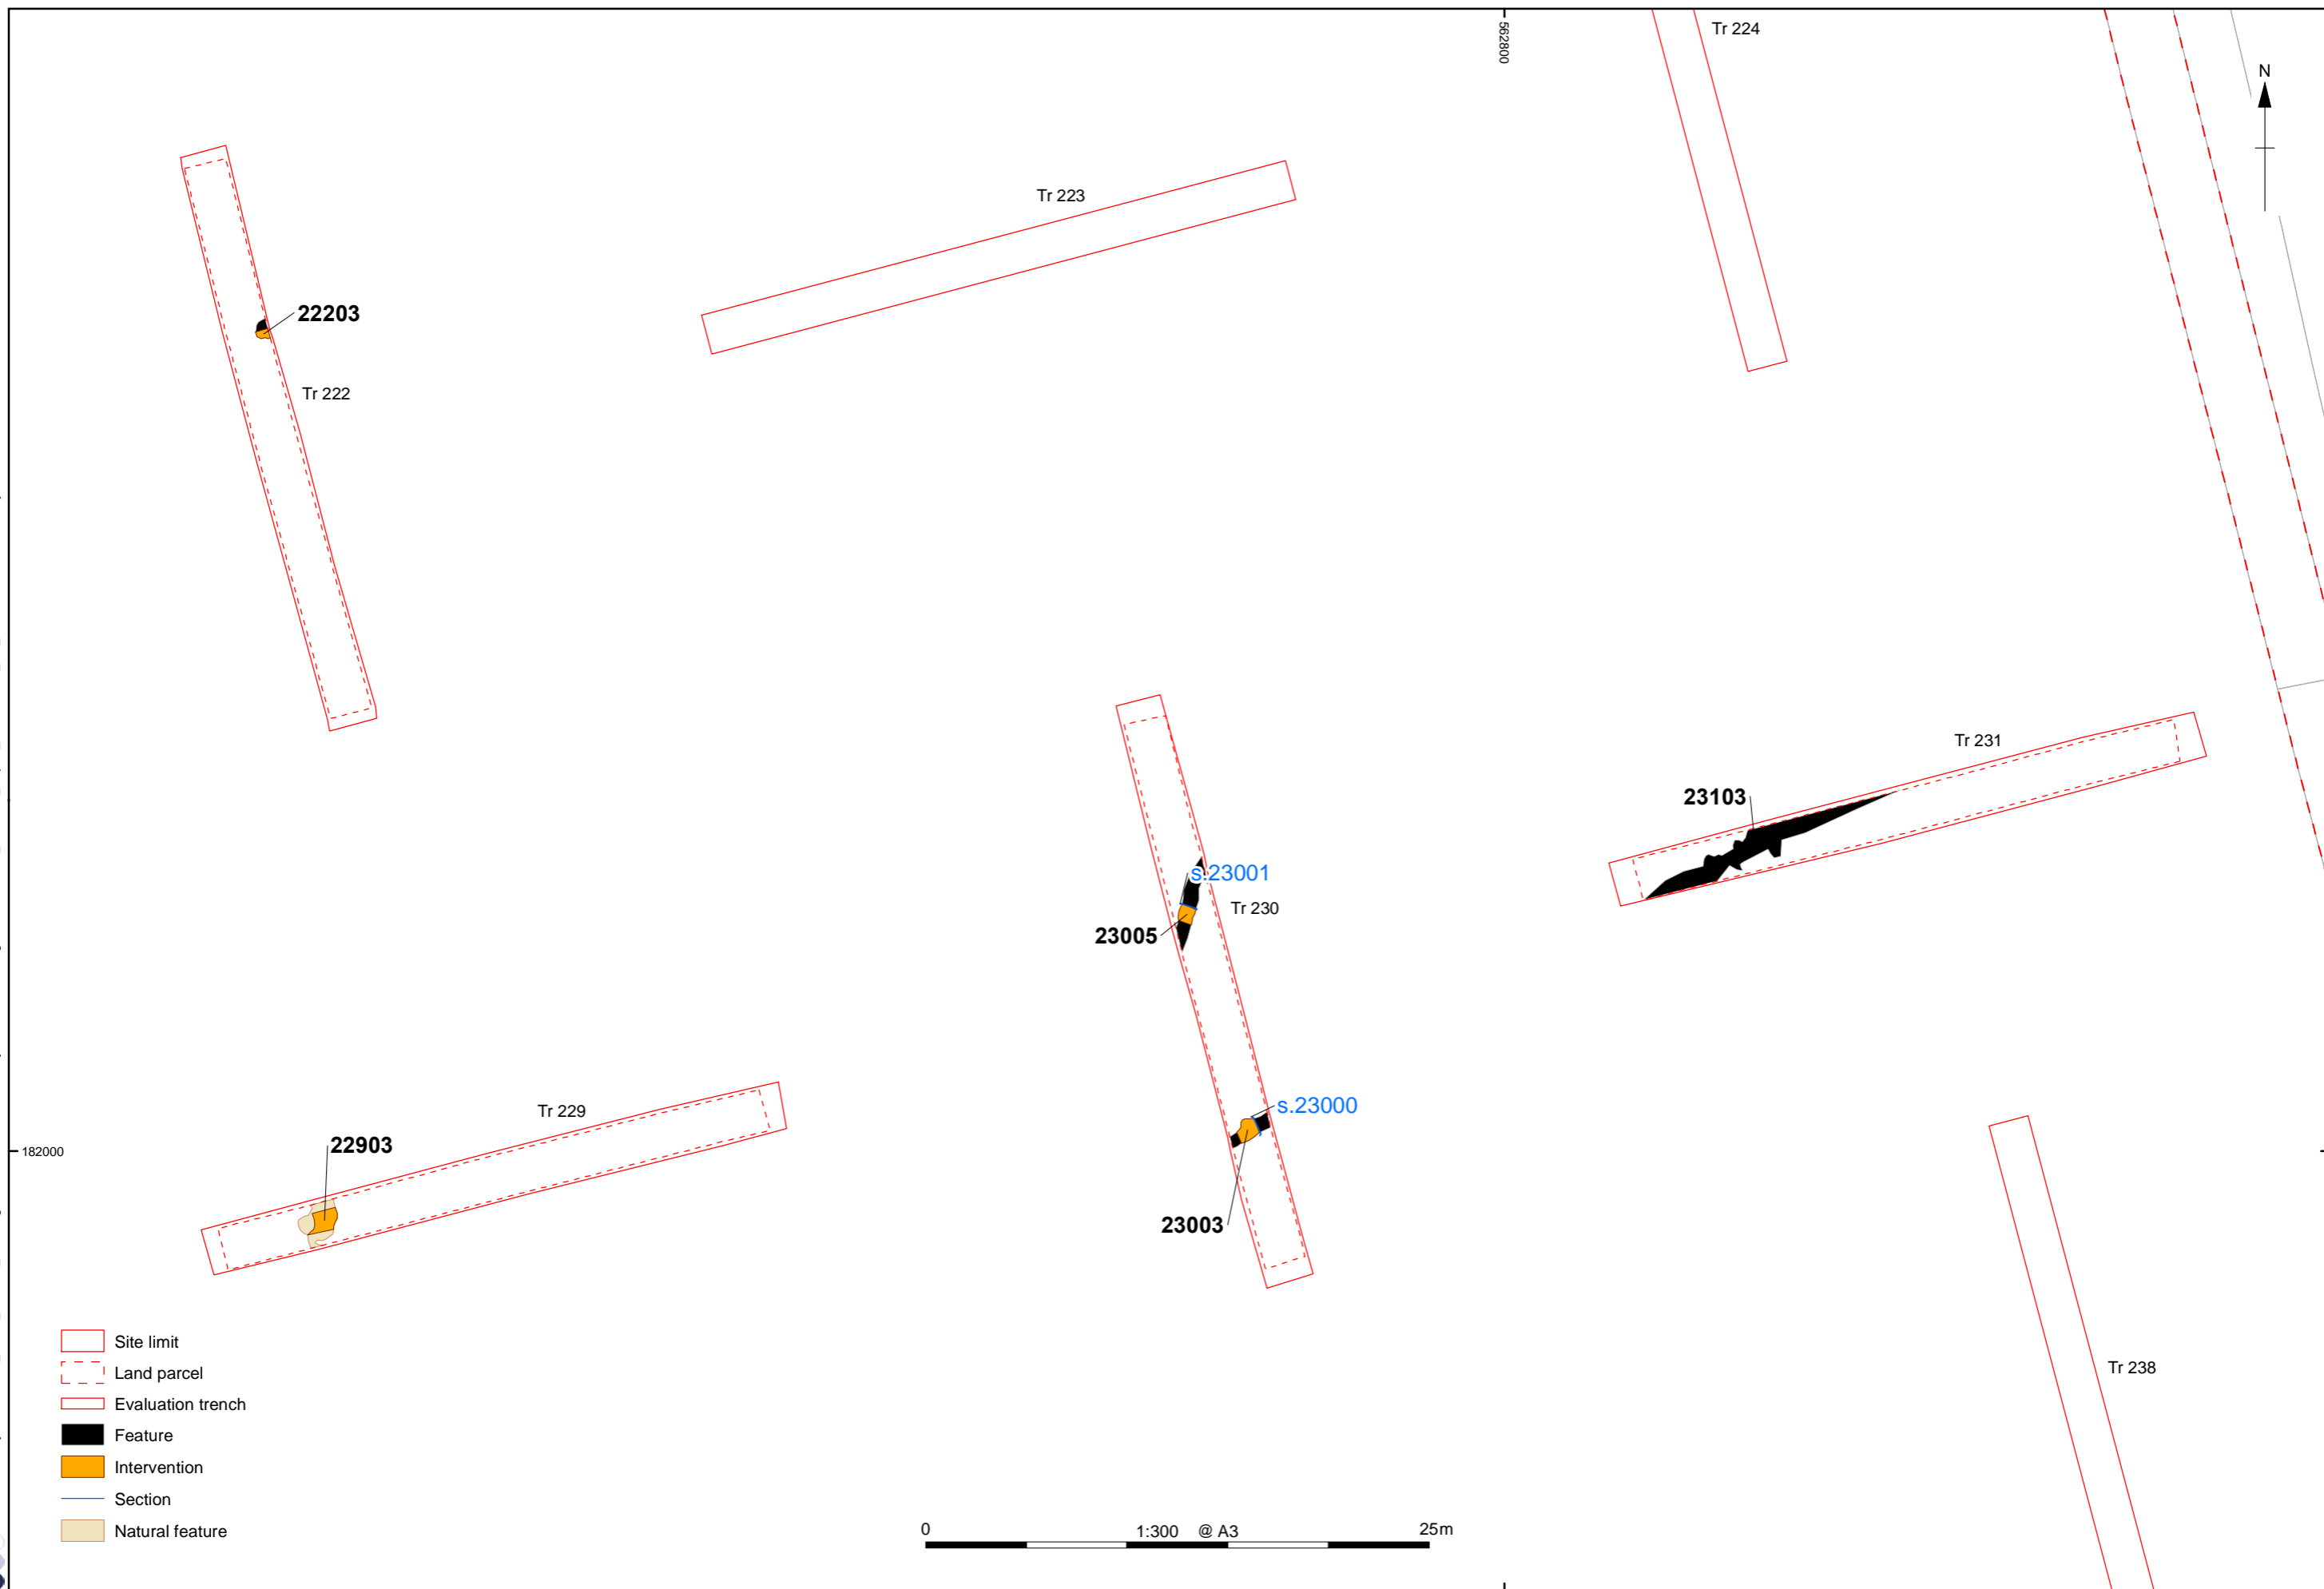 562800
Tr 224
N
Tr 223
22203
Tr 222
Tr 231
23103
s.23001
Tr 230
23005
Tr 229
s.23000
22903
182000
23003
Site limit
Land parcel
Evaluation trench
Feature
Intervention
Section
Natural feature
Tr 238
0
1:300 @ A3
25m